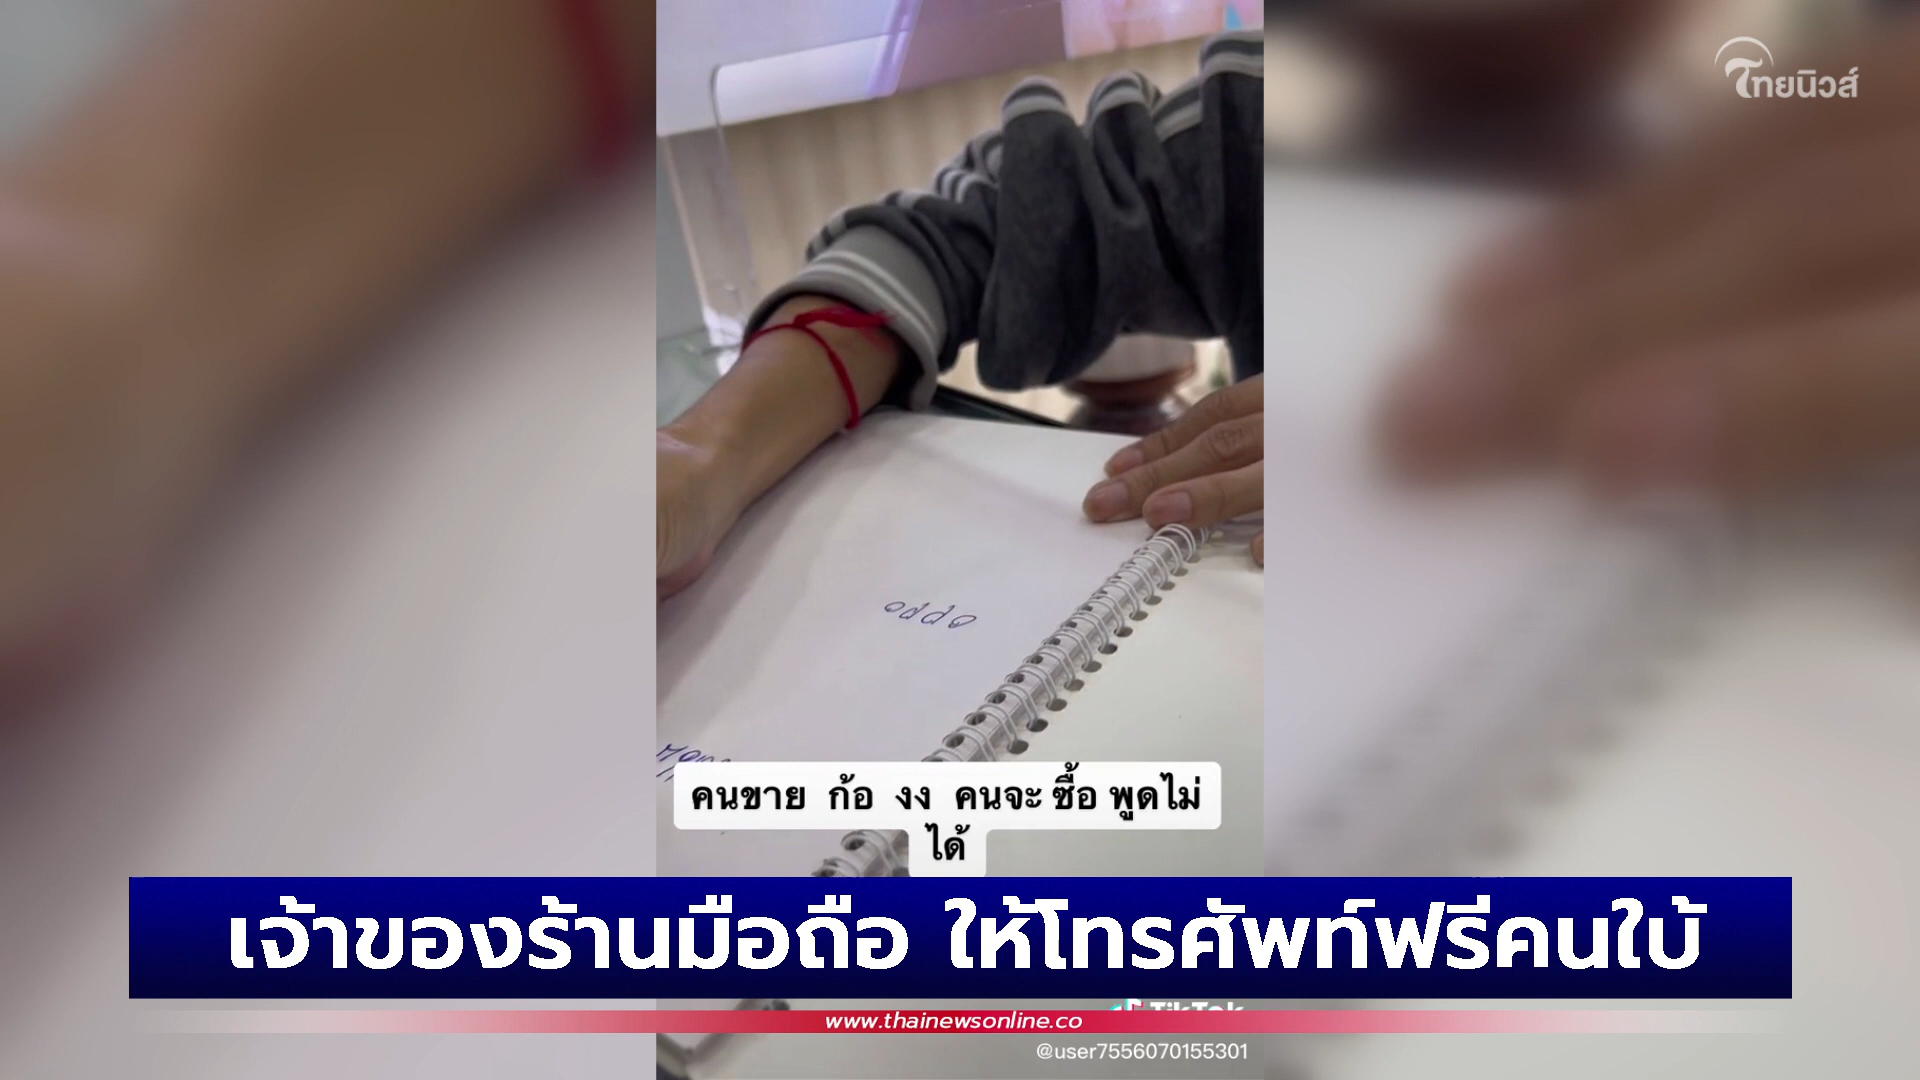 ไทยนิวส์
oddo
คนขาย ก้อ งง คนจะ ซื้อ พูดไม่
ได้
เจ้าของร้านมือถือ ให้โทรศัพท์ฟรีคนใบ้
TikTok
www.thainewsonline.co
@user7556070155301